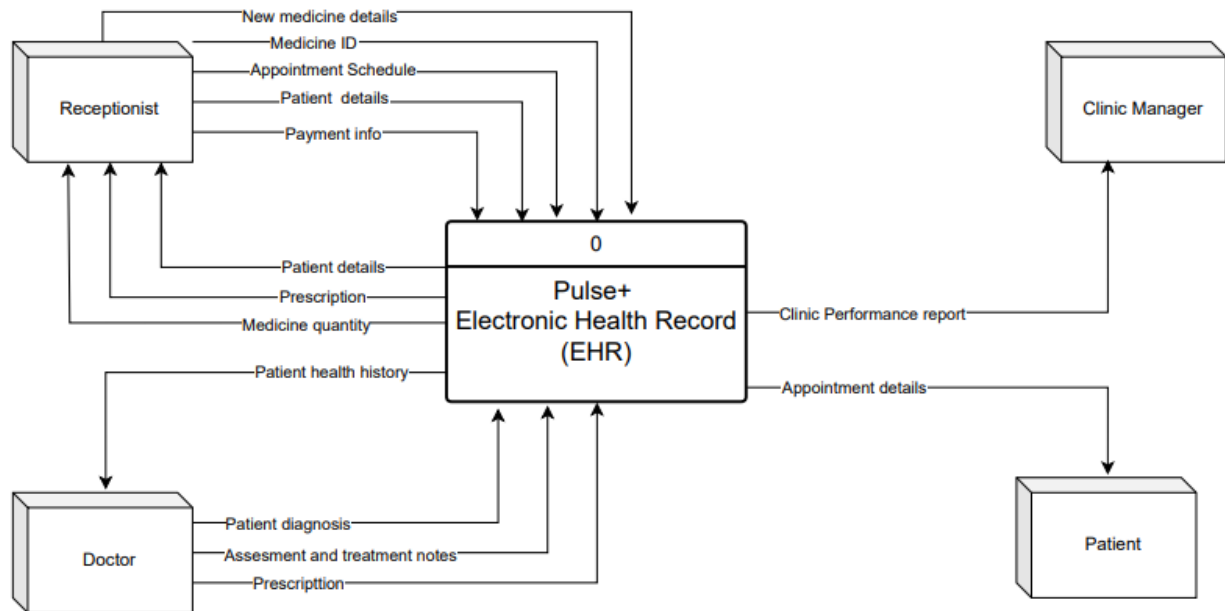 New medicine details
Medicine ID
Appointment Schedule
Patient details
Payment info
Receptionist
Clinic Manager
0
Pulse+
Electronic Health Record
(EHR)
Patient details
Prescription
Medicine quantity
Patient health history
Clinic Performance report
Appointment details
Doctor
Patient diagnosis
Assesment and treatment notes
Prescripttion
Patient